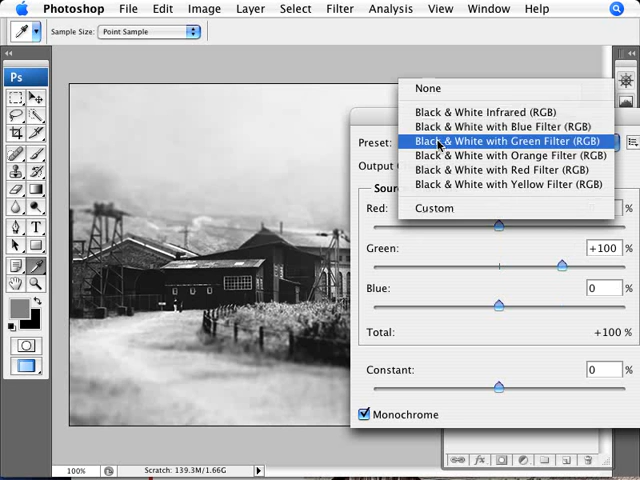 Photoshop File Edit Image Layer Select Filter Analysis View Window Help
Sample Size: Point Sample
Ps
None
Black & White Infrared (RGB)
Black & White with Blue Filter (RGB)
Preset: Black & White with Green Filter (RGB)
Black & White with Orange Filter (RGB)
Output C
Black & White with Red Filter (RGB)
Black & White with Yellow Filter (RGB)
Sourc
Red: %
Custom
Green: +100 %
Blue: 0 %
Total: +100 %
Constant: 0 %
Monochrome
100% Scratch: 139.3M/1.66G
fx